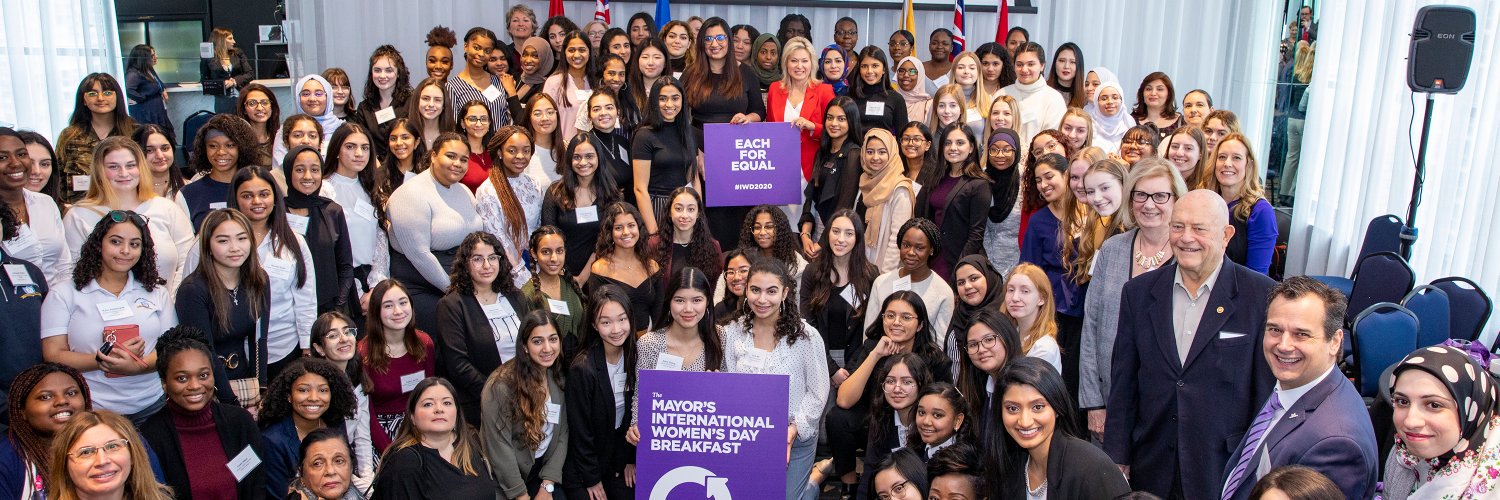 EON
EACH
FOR
EQUAL
#IWD2020
The
MAYOR'S
INTERNATIONAL
WOMEN'S DAY
BREAKFAST